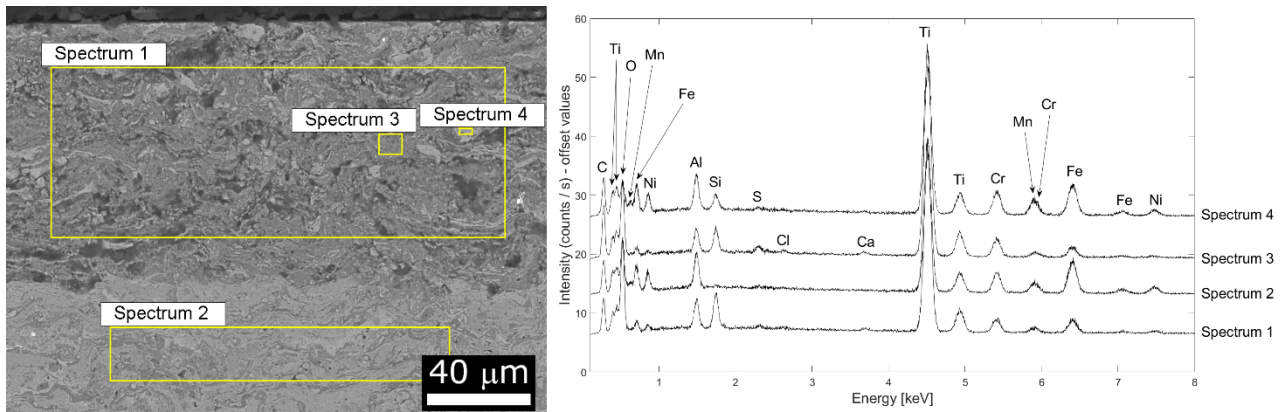 Spectrum 1
Spectrum 3
Spectrum 4
Spectrum 2
40 μm
Intensity (counts / s) – offset values
60
50
40
30
20
10
0
Ti
O
Mn
Fe
C
Ni
Al
Si
S
Cl
Ca
Ti
Ti
Cr
Mn
Cr
Fe
Fe
Ni
Spectrum 4
Spectrum 3
Spectrum 2
Spectrum 1
1 2 3 4 5 6 7 8
Energy [keV]